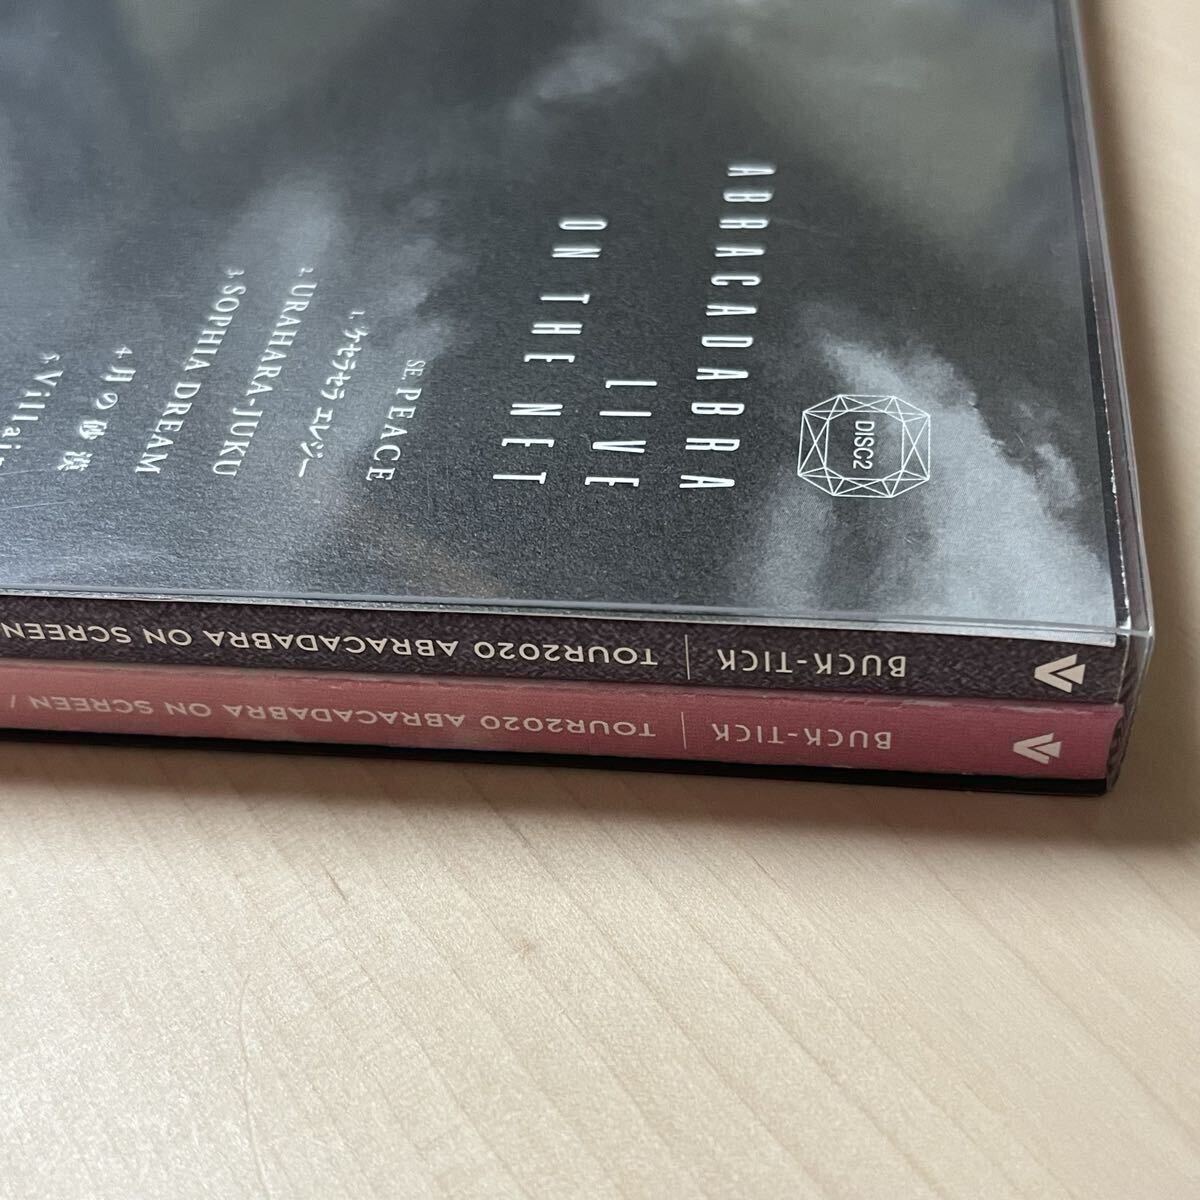 DISC2
ABRACADABRA
LIVE
ON THE NET
SE. PEACE
1. ケセラセラ エレジー
2. URAHARA-JUKU
3. SOPHIA DREAM
4. 月の砂漠
5. Villain
BUCK-TICK | TOUR2020 ABRACADABRA ON SCREEN
BUCK-TICK | TOUR2020 ABRACADABRA ON SCREEN /